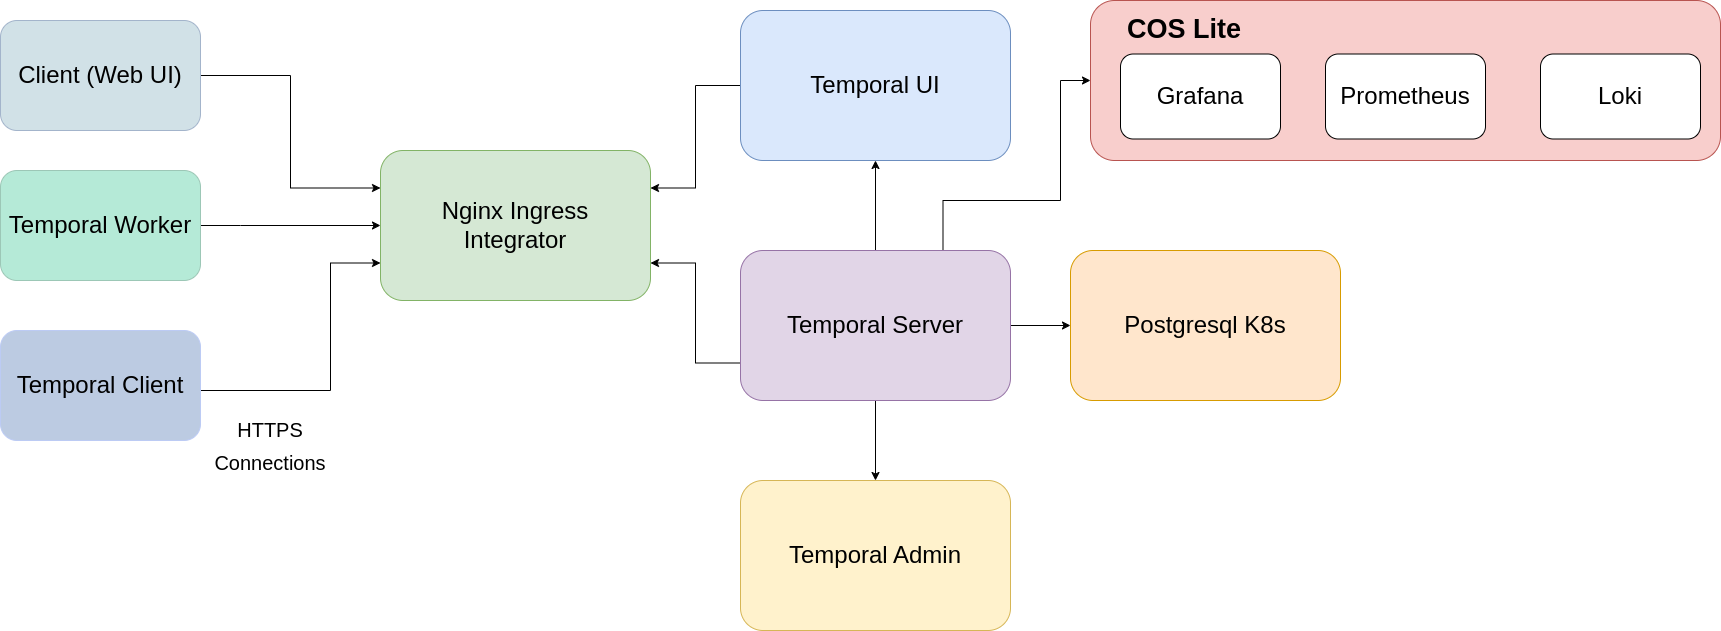 Client (Web UI)
Temporal Worker
Temporal Client
HTTPS
Connections
Nginx Ingress
Integrator
Temporal UI
Temporal Server
Temporal Admin
COS Lite
Grafana
Prometheus
Loki
Postgresql K8s